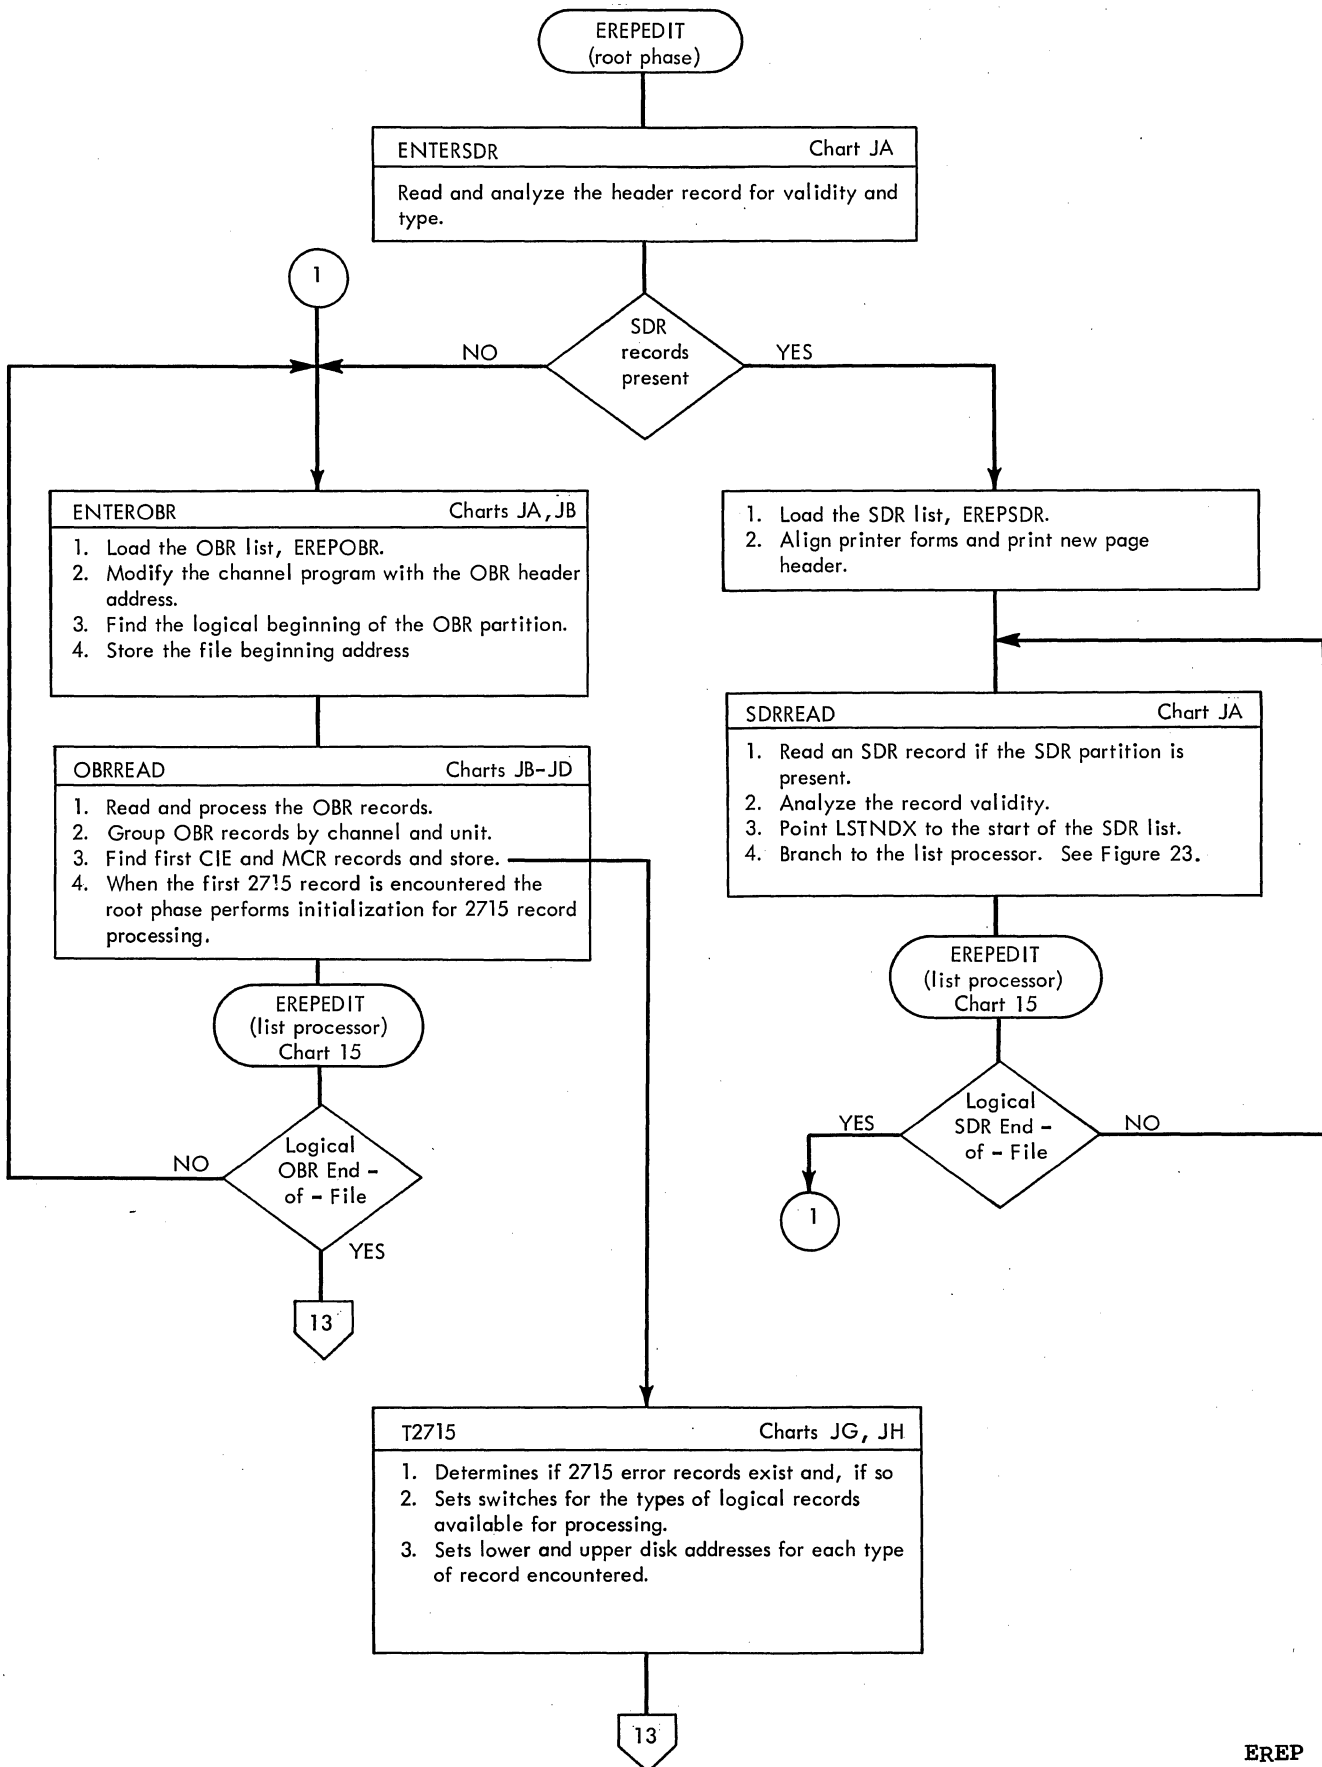 EREPEDIT
(root phase)
ENTERSDR Chart JA
Read and analyze the header record for validity and
type.
1
SDR
records
present
NO
YES
ENTEROBR Charts JA, JB
1. Load the OBR list, EREPOBR.
2. Modify the channel program with the OBR header
address.
3. Find the logical beginning of the OBR partition.
4. Store the file beginning address
1. Load the SDR list, EREPSDR.
2. Align printer forms and print new page
header.
OBRREAD Charts JB-JD
1. Read and process the OBR records.
2. Group OBR records by channel and unit.
3. Find first CIE and MCR records and store.
4. When the first 2715 record is encountered the
root phase performs initialization for 2715 record
processing.
SDRREAD Chart JA
1. Read an SDR record if the SDR partition is
present.
2. Analyze the record validity.
3. Point LSTNDX to the start of the SDR list.
4. Branch to the list processor. See Figure 23.
EREPEDIT
(list processor)
Chart 15
EREPEDIT
(list processor)
Chart 15
Logical
OBR End -
of - File
NO
YES
13
Logical
SDR End -
of - File
YES
NO
1
T2715 Charts JG, JH
1. Determines if 2715 error records exist and, if so
2. Sets switches for the types of logical records
available for processing.
3. Sets lower and upper disk addresses for each type
of record encountered.
13
EREP